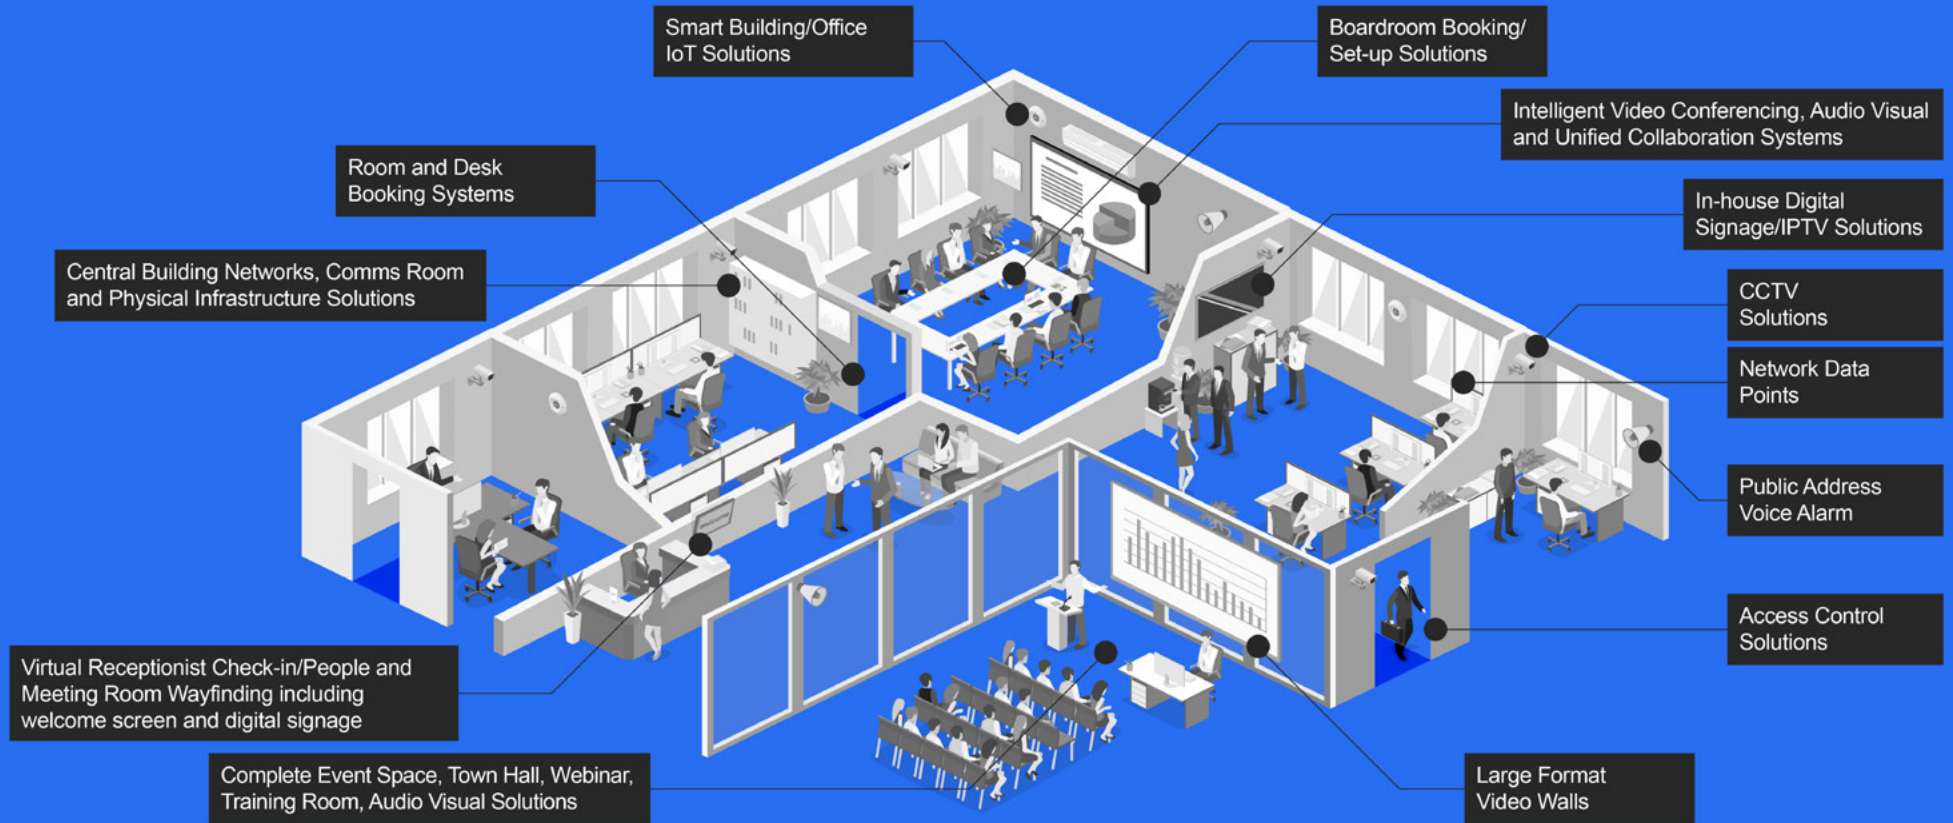 Smart Building/Office
IoT Solutions
Boardroom Booking/
Set-up Solutions
Intelligent Video Conferencing, Audio Visual
and Unified Collaboration Systems
Room and Desk
Booking Systems
In-house Digital
Signage/IPTV Solutions
Central Building Networks, Comms Room
and Physical Infrastructure Solutions
CCTV
Solutions
Network Data
Points
Public Address
Voice Alarm
Welcome
Access Control
Solutions
Virtual Receptionist Check-in/People and
Meeting Room Wayfinding including
welcome screen and digital signage
Complete Event Space, Town Hall, Webinar,
Training Room, Audio Visual Solutions
Large Format
Video Walls